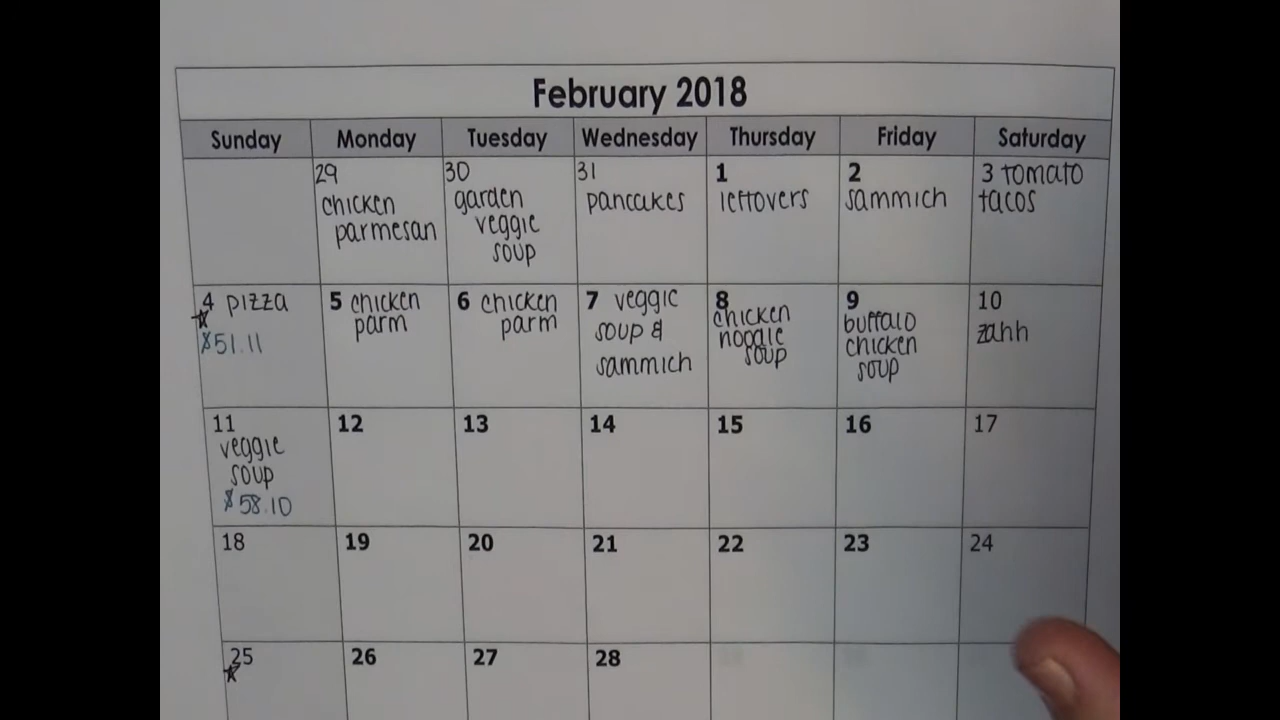 February 2018
Sunday Monday Tuesday Wednesday Thursday Friday Saturday
29
chicken
parmesan
30
garden
veggie
soup
31
pancakes
1
leftovers
2
sammich
3 tomato
tacos
4 pizza
$51.11
5 chicken
parm
6 chicken
parm
7 veggie
soup &
sammich
8
chicken
noodle
soup
9
buffalo
chicken
soup
10
zahh
11
veggie
soup
$58.10
12
13
14
15
16
17
18
19
20
21
22
23
24
25
26
27
28